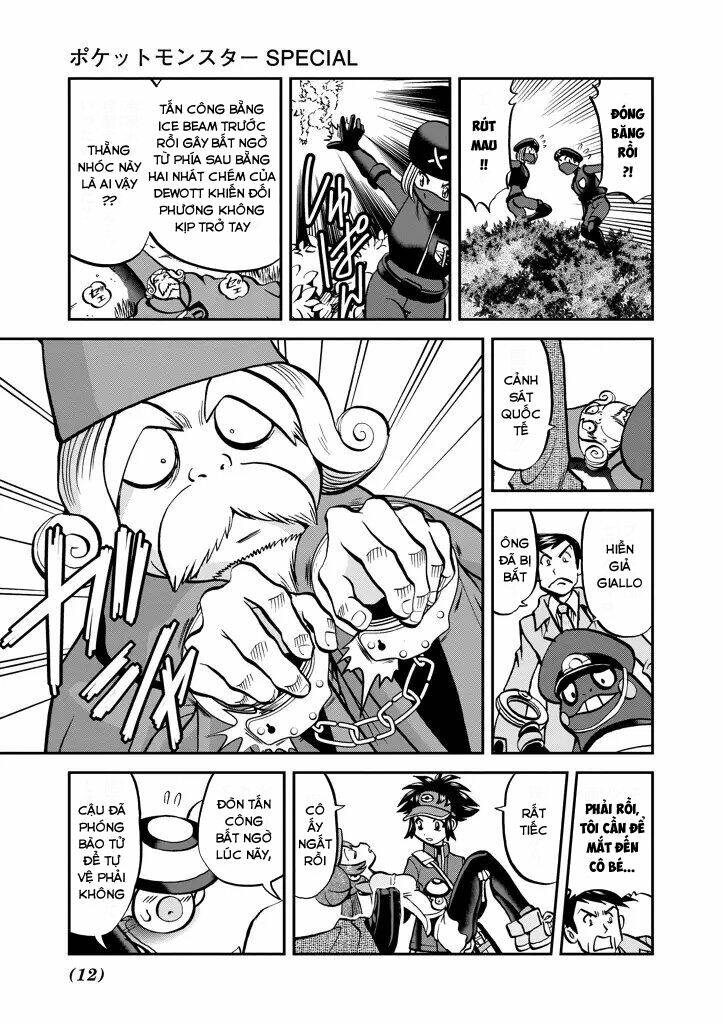 ポケットモンスター SPECIAL
ĐÓNG
BĂNG RỒI
?!
RÚT
MAU
!!
TẤN CÔNG BẰNG
ICE BEAM TRƯỚC
RỒI GÂY BẤT NGỜ
TỪ PHÍA SAU BẰNG
HAI NHÁT CHÉM CỦA
DEWOTT KHIẾN ĐỐI
PHƯƠNG KHÔNG
KỊP TRỞ TAY
THẰNG
NHÓC NÀY
LÀ AI VẬY
??
CẢNH
SÁT
QUỐC
TẾ
HIỀN
GIẢ
GIALLO
ÔNG
ĐÃ BỊ
BẮT
PHẢI RỒI,
TÔI CẦN ĐỂ
MẮT ĐẾN
CÔ BÉ...
RẤT
TIẾC
CÔ
ẤY
NGẤT
RỒI
ĐÒN TẤN
CÔNG
BẤT NGỜ
LÚC NÃY,
CẬU ĐÃ
PHÓNG
BẢO TỬ
ĐỂ TỰ
VỆ PHẢI
KHÔNG
(12)